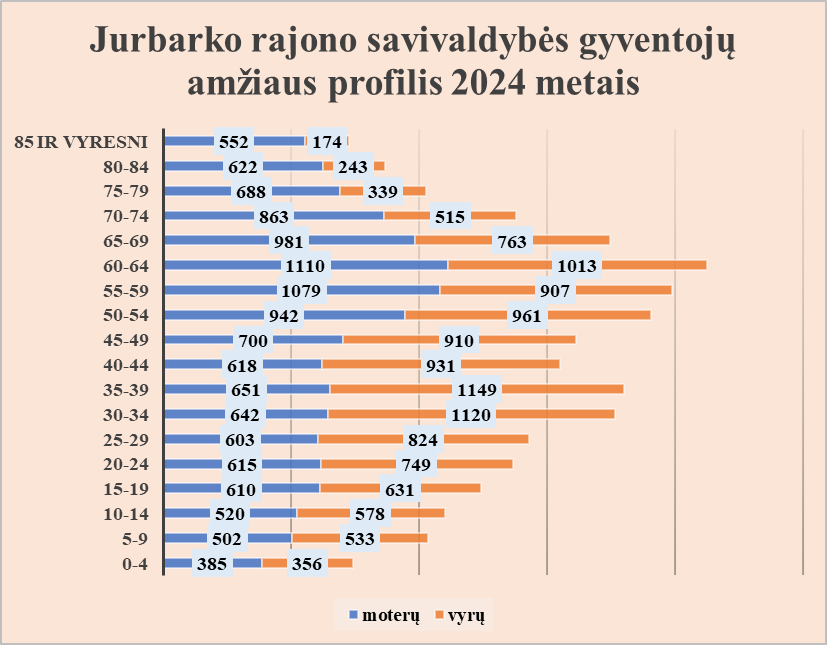 Jurbarko rajono savivaldybės gyventojų
amžiaus profilis 2024 metais
85 IR VYRESNI 552 174
80-84 622 243
75-79 688 339
70-74 863 515
65-69 981 763
60-64 1110 1013
55-59 1079 907
50-54 942 961
45-49 700 910
40-44 618 931
35-39 651 1149
30-34 642 1120
25-29 603 824
20-24 615 749
15-19 610 631
10-14 520 578
5-9 502 533
0-4 385 356
moterų vyrų